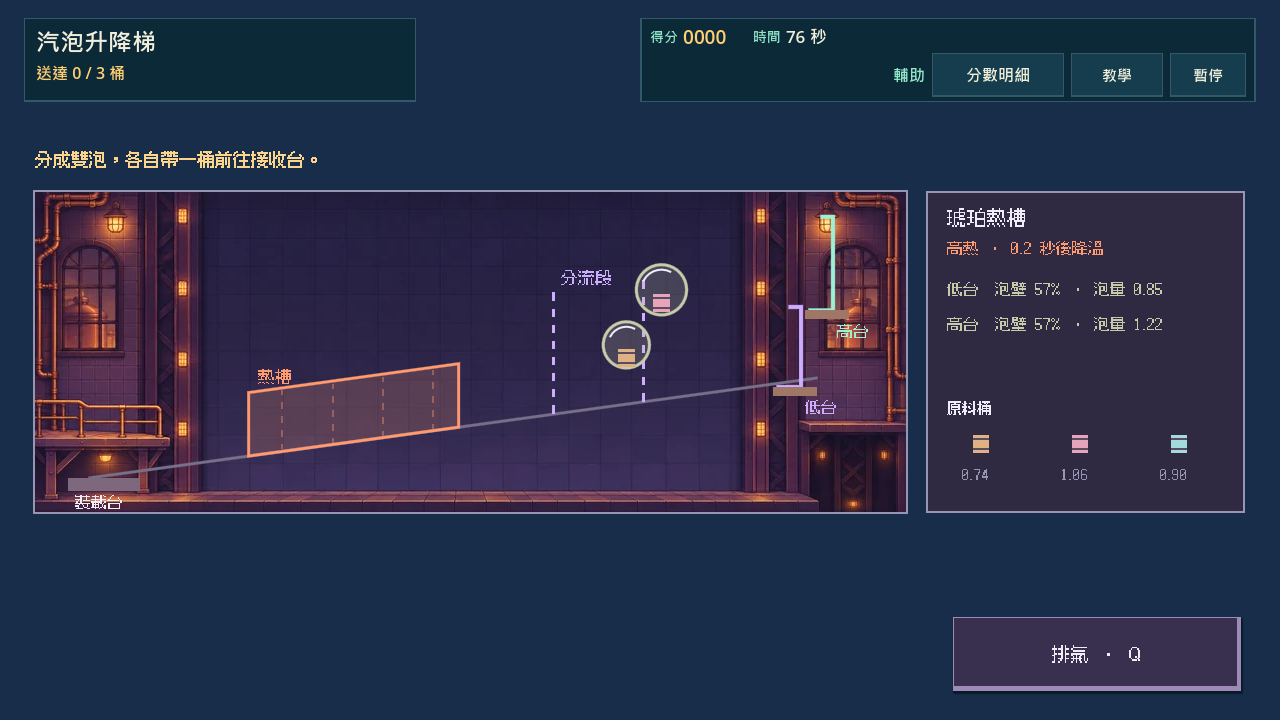 汽泡升降梯
送達 0 / 3 桶
得分 0000 時間 76 秒
輔助 分數明細 教學 暫停
分成雙泡，各自帶一桶前往接收台。
分流段
高台
熱槽
低台
裝載台
琥珀熱槽
高熱 · 0.2 秒後降溫
低台 泡壁 57% · 泡量 0.85
高台 泡壁 57% · 泡量 1.22
原料桶
0.74 1.06 0.90
排氣 · Q